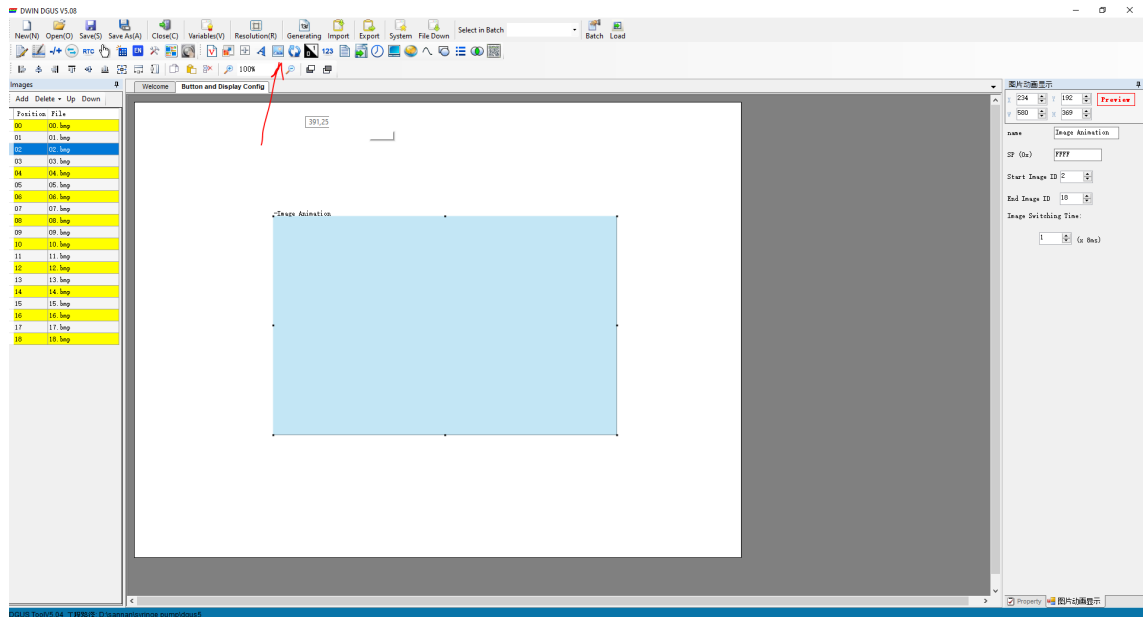 DWIN DGUS V5.08
New(N) Open(O) Save(S) Save As(A) Close(C) Variables(V) Resolution(R) Generating Import Export System File Down Select in Batch Batch Load
-/+ RTC EN 123
100%
Images
Welcome Button and Display Config
图片动画显示
Add Delete Up Down
Position File
00 00.bmp
01 01.bmp
02 02.bmp
03 03.bmp
04 04.bmp
05 05.bmp
06 06.bmp
07 07.bmp
08 08.bmp
09 09.bmp
10 10.bmp
11 11.bmp
12 12.bmp
13 13.bmp
14 14.bmp
15 15.bmp
16 16.bmp
17 17.bmp
18 18.bmp
391,25
-Image Animation
234 Y 192 Preview
580 369
name Image Animation
SP (0x) FFFF
Start Image ID 2
End Image ID 18
Image Switching Time:
1 (x 8ms)
Property 图片动画显示
DGUS ToolV5.04